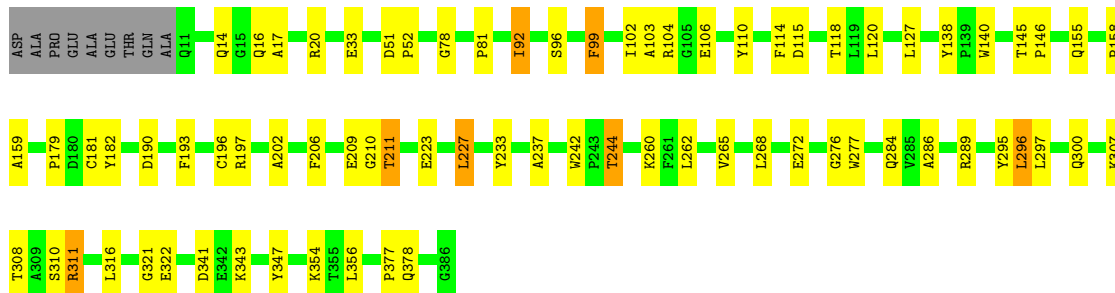 ASP ALA PRO GLU ALA GLU THR GLN ALA Q11 Q14 G15 Q16 A17 R20 E33 D51 P52 G78 P81 I92 S96 F99 I102 A103 R104 G105 E106 Y110 F114 D115 T118 L119 L120 L127 Y138 P139 W140 T145 P146 Q155 R158
A159 P179 D180 C181 Y182 D190 F193 C196 R197 A202 F206 E209 G210 T211 E223 L227 Y233 A237 W242 P243 T244 K260 F261 L262 V265 L268 E272 G276 W277 Q284 V285 A286 R289 Y295 L296 L297 Q300 K307
T308 A309 S310 R311 L316 G321 E322 D341 E342 K343 Y347 K354 T355 L356 P377 Q378 G386